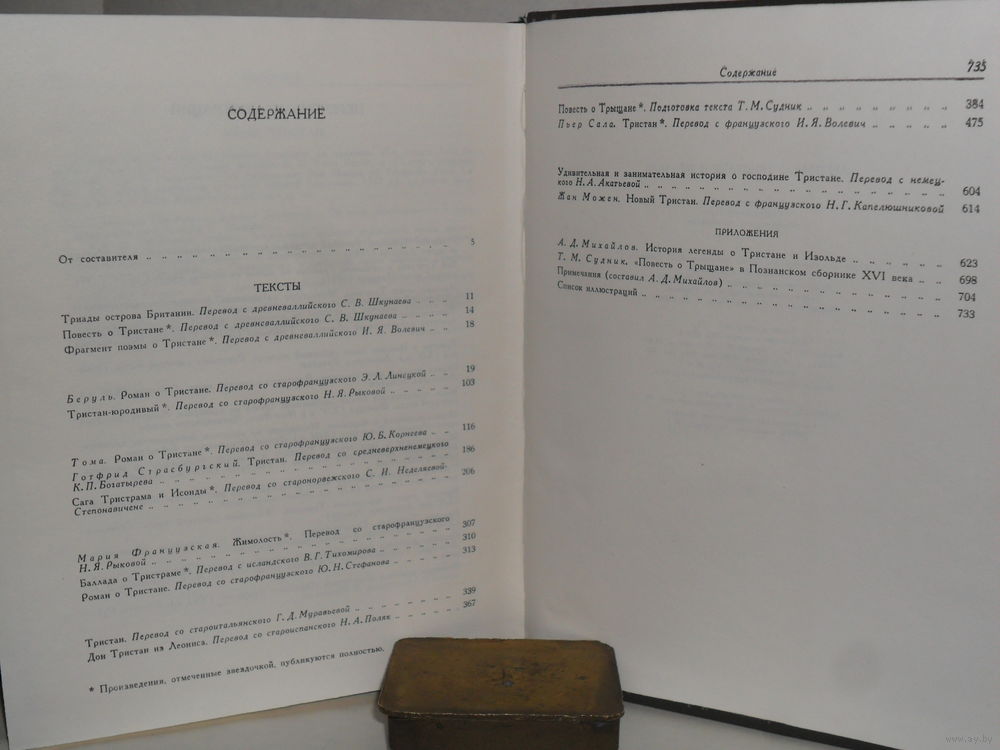 СОДЕРЖАНИЕ
От составителя 5
ТЕКСТЫ
Триады острова Британии. Перевод с древневаллийского С. В. Шкунаева 11
Повесть о Тристане*. Перевод с древневаллийского С. В. Шкунаева 14
Фрагмент поэмы о Тристане*. Перевод с древневаллийского И. Я. Волевич 18
Беруль. Роман о Тристане. Перевод со старофранцузского Э. Л. Линецкой 19
Тристан-юродивый*. Перевод со старофранцузского Н. Я. Рыковой 103
Тома. Роман о Тристане*. Перевод со старофранцузского Ю. Б. Корнеева 116
Готфрид Страсбургский. Тристан. Перевод со средневерхненемецкого
К. П. Богатырева 186
Сага Тристрама и Исонды*. Перевод со старонорвежского С. И. Неделяевой-
Степонавичене 206
Мария Французская. Жимолость*. Перевод со старофранцузского
Н. Я. Рыковой 307
Баллада о Тристраме*. Перевод с исландского В. Г. Тихомирова 310
Роман о Тристане. Перевод со старофранцузского Ю. Н. Стефанова 313
Тристан. Перевод со староитальянского Г. Д. Муравьевой 339
Дон Тристан из Леониса. Перевод со староиспанского Н. А. Поляк 367
* Произведения, отмеченные звездочкой, публикуются полностью.
Содержание 735
Повесть о Трыщане*. Подготовка текста Т. М. Судник 384
Пьер Сала. Тристан*. Перевод с французского И. Я. Волевич 475
Удивительная и занимательная история о господине Тристане. Перевод с немец-
кого Н. А. Акатьевой 604
Жан Можен. Новый Тристан. Перевод с французского Н. Г. Капелюшниковой 614
ПРИЛОЖЕНИЯ
А. Д. Михайлов. История легенды о Тристане и Изольде 623
Т. М. Судник. «Повесть о Трыщане» в Познанском сборнике XVI века 698
Примечания (составил А. Д. Михайлов) 704
Список иллюстраций 733
www.ay.by